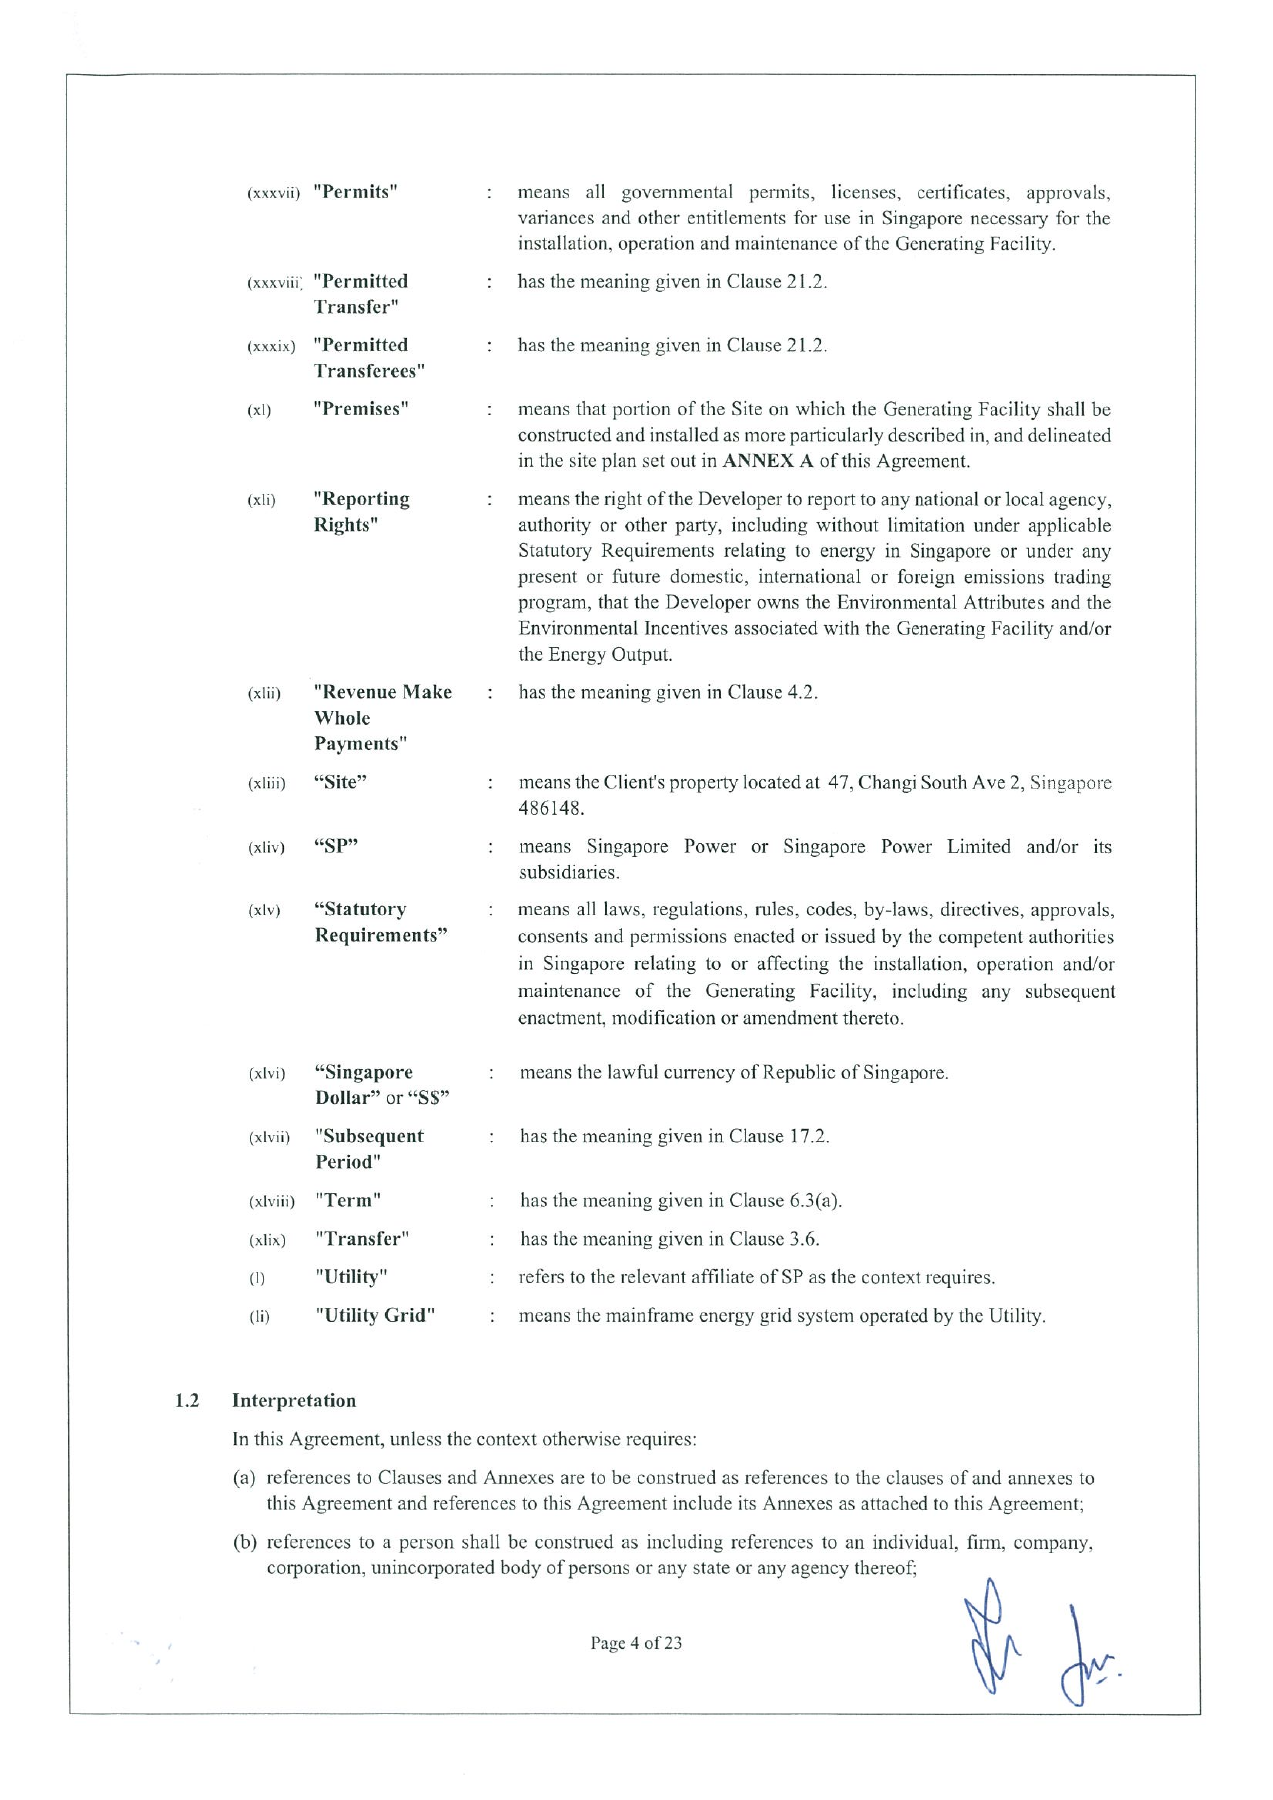 (xxxvii) "Permits" : means all governmental permits, licenses, certificates, approvals,
variances and other entitlements for use in Singapore necessary for the
installation, operation and maintenance of the Generating Facility.
(xxxviii) "Permitted : has the meaning given in Clause 21.2.
Transfer"
(xxxix) "Permitted : has the meaning given in Clause 21.2.
Transferees"
(xl) "Premises" : means that portion of the Site on which the Generating Facility shall be
constructed and installed as more particularly described in, and delineated
in the site plan set out in ANNEX A of this Agreement.
(xli) "Reporting : means the right of the Developer to report to any national or local agency,
Rights" authority or other party, including without limitation under applicable
Statutory Requirements relating to energy in Singapore or under any
present or future domestic, international or foreign emissions trading
program, that the Developer owns the Environmental Attributes and the
Environmental Incentives associated with the Generating Facility and/or
the Energy Output.
(xlii) "Revenue Make : has the meaning given in Clause 4.2.
Whole
Payments"
(xliii) “Site” : means the Client's property located at 47, Changi South Ave 2, Singapore
486148.
(xliv) “SP” : means Singapore Power or Singapore Power Limited and/or its
subsidiaries.
(xlv) “Statutory : means all laws, regulations, rules, codes, by-laws, directives, approvals,
Requirements” consents and permissions enacted or issued by the competent authorities
in Singapore relating to or affecting the installation, operation and/or
maintenance of the Generating Facility, including any subsequent
enactment, modification or amendment thereto.
(xlvi) “Singapore : means the lawful currency of Republic of Singapore.
Dollar” or “S$”
(xlvii) "Subsequent : has the meaning given in Clause 17.2.
Period"
(xlviii) "Term" : has the meaning given in Clause 6.3(a).
(xlix) "Transfer" : has the meaning given in Clause 3.6.
(l) "Utility" : refers to the relevant affiliate of SP as the context requires.
(li) "Utility Grid" : means the mainframe energy grid system operated by the Utility.
1.2 Interpretation
In this Agreement, unless the context otherwise requires:
(a) references to Clauses and Annexes are to be construed as references to the clauses of and annexes to
this Agreement and references to this Agreement include its Annexes as attached to this Agreement;
(b) references to a person shall be construed as including references to an individual, firm, company,
corporation, unincorporated body of persons or any state or any agency thereof;
Page 4 of 23